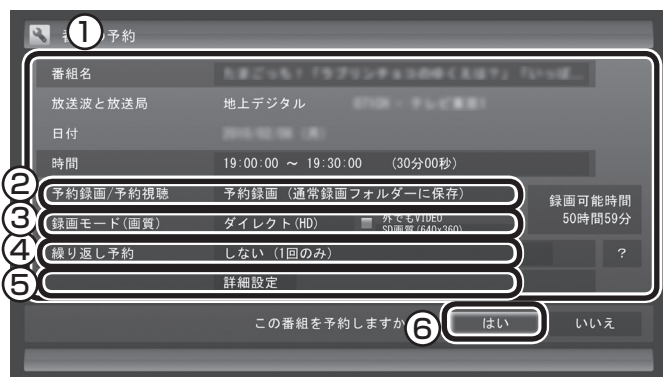 ①
の予約
番組名
放送波と放送局 地上デジタル
日付
時間 19:00:00 ~ 19:30:00 (30分00秒)
② 予約録画/予約視聴 予約録画 (通常録画フォルダーに保存)
録画可能時間
50時間59分
③ 録画モード(画質) ダイレクト(HD) 外でもVIDEO
SD画質(640x360)
④ 繰り返し予約 しない (1回のみ) ?
⑤ 詳細設定
この番組を予約しますか ⑥ はい いいえ